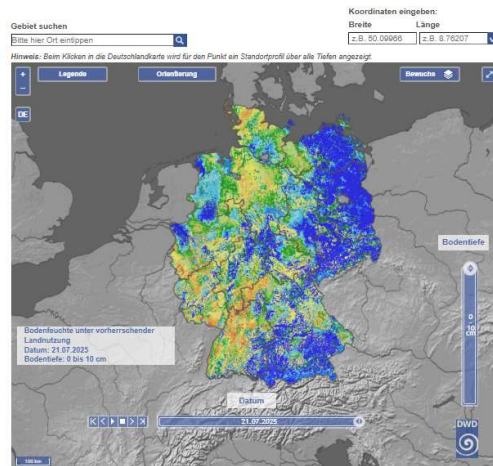 Koordinaten eingeben:
Gebiet suchen
Breite Länge
Bitte hier Ort eintippen
z.B. 50.09966 z.B. 8.76207
Hinweis: Beim Klicken in die Deutschlandkarte wird für den Punkt ein Standortprofil über alle Tiefen angezeigt.
+
−
Legende Orientierung Bewuchs
DE
Bodentiefe
0
-
10
cm
Bodenfeuchte unter vorherrschender
Landnutzung
Datum: 21.07.2025
Bodentiefe: 0 bis 10 cm
Datum
21.07.2025
DWD
100 km